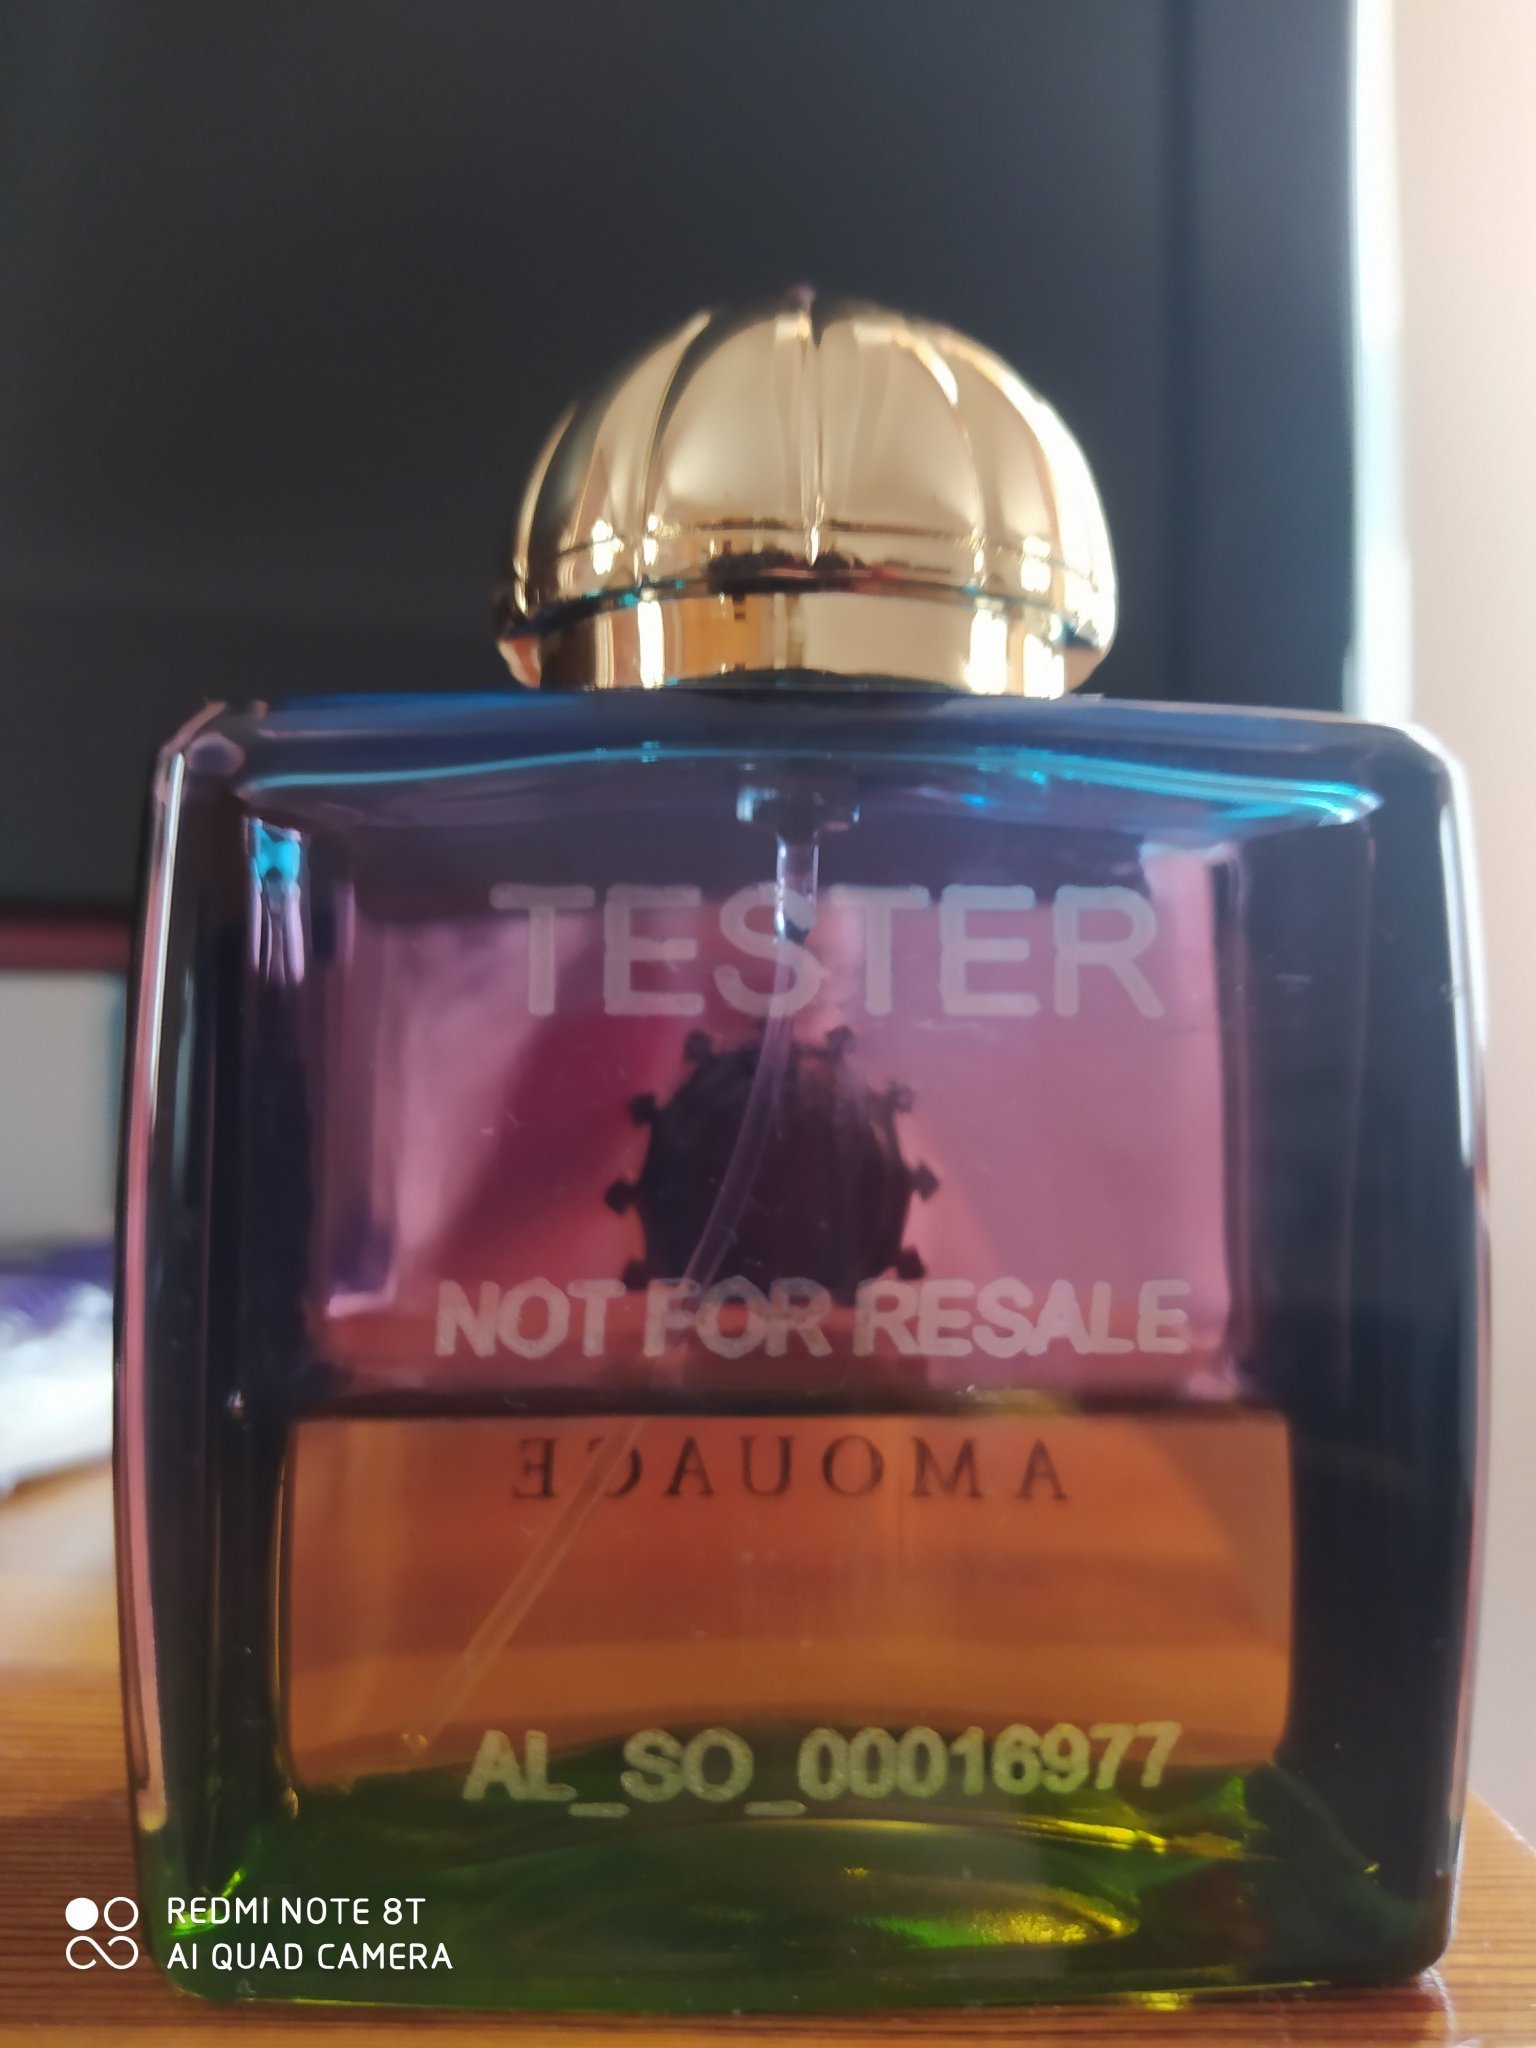 TESTER
NOT FOR RESALE
AMOUAGE
AL_SO_00016977
REDMI NOTE 8T
AI QUAD CAMERA